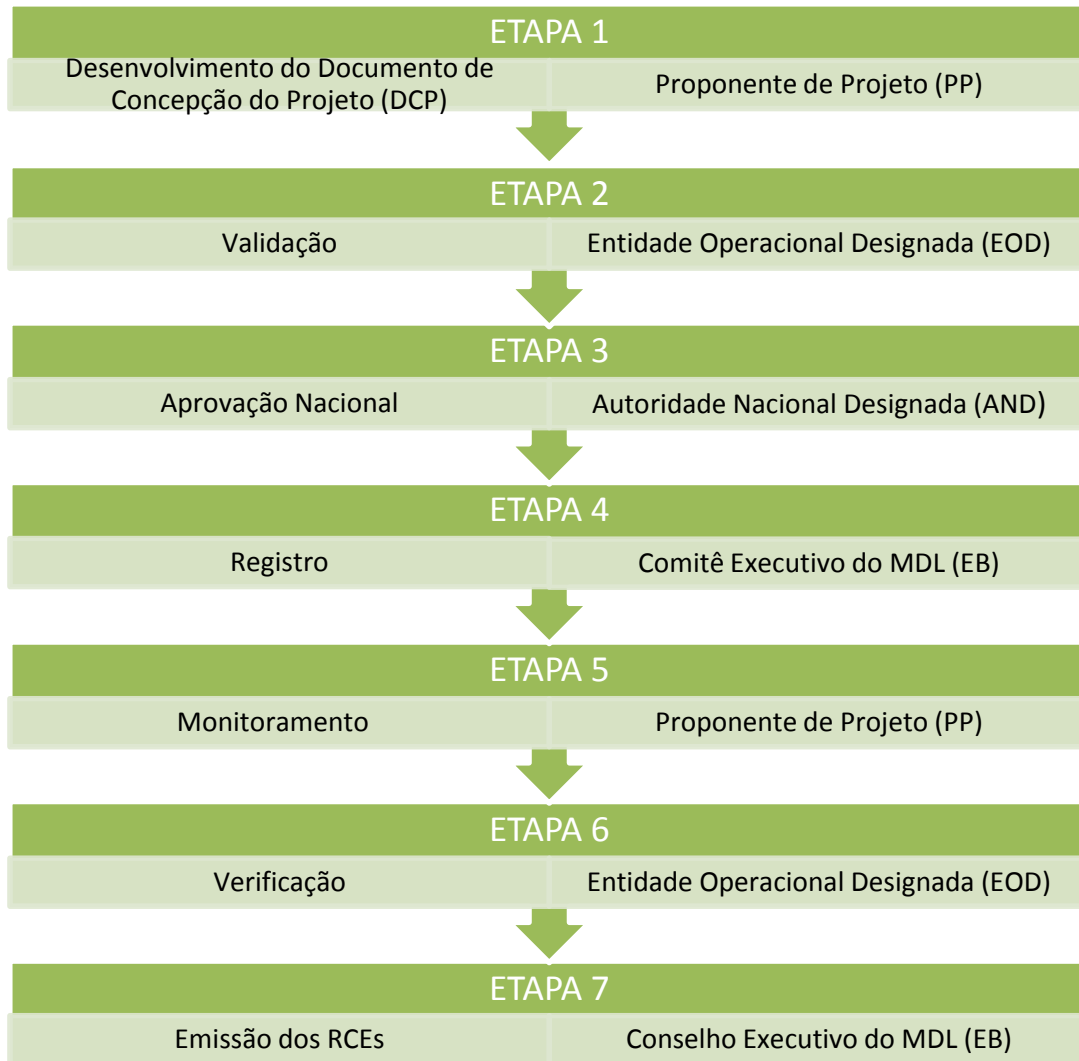 ETAPA 1
Desenvolvimento do Documento de
Concepção do Projeto (DCP)
Proponente de Projeto (PP)
ETAPA 2
Validação
Entidade Operacional Designada (EOD)
ETAPA 3
Aprovação Nacional
Autoridade Nacional Designada (AND)
ETAPA 4
Registro
Comitê Executivo do MDL (EB)
ETAPA 5
Monitoramento
Proponente de Projeto (PP)
ETAPA 6
Verificação
Entidade Operacional Designada (EOD)
ETAPA 7
Emissão dos RCEs
Conselho Executivo do MDL (EB)